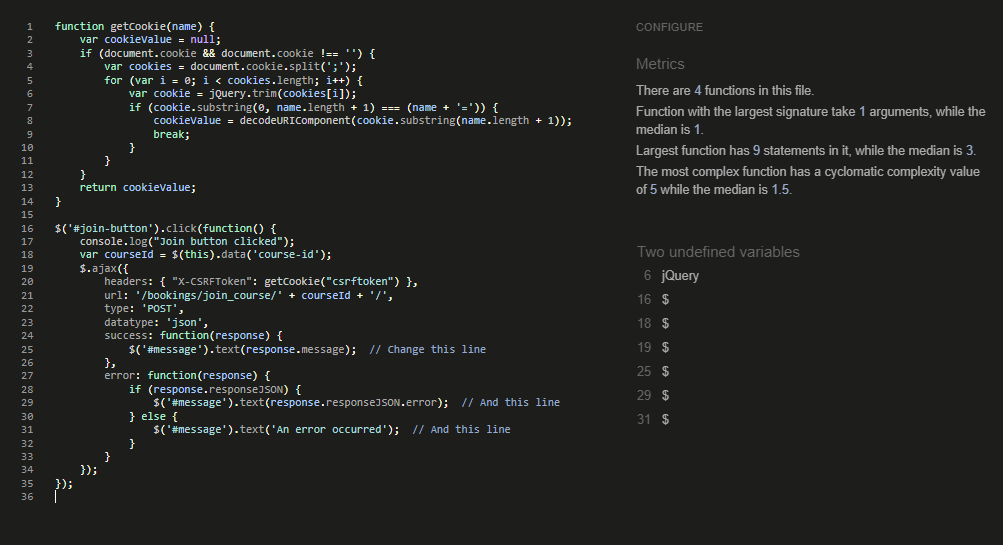 1 function getCookie(name) {
2 var cookieValue = null;
3 if (document.cookie && document.cookie !== '') {
4 var cookies = document.cookie.split(';');
5 for (var i = 0; i < cookies.length; i++) {
6 var cookie = jQuery.trim(cookies[i]);
7 if (cookie.substring(0, name.length + 1) === (name + '=')) {
8 cookieValue = decodeURIComponent(cookie.substring(name.length + 1));
9 break;
10 }
11 }
12 }
13 return cookieValue;
14 }
15
16 $('#join-button').click(function() {
17 console.log("Join button clicked");
18 var courseId = $(this).data('course-id');
19 $.ajax({
20 headers: { "X-CSRFToken": getCookie("csrftoken") },
21 url: '/bookings/join_course/' + courseId + '/',
22 type: 'POST',
23 datatype: 'json',
24 success: function(response) {
25 $('#message').text(response.message);  // Change this line
26 },
27 error: function(response) {
28 if (response.responseJSON) {
29 $('#message').text(response.responseJSON.error);  // And this line
30 } else {
31 $('#message').text('An error occurred');  // And this line
32 }
33 }
34 });
35 });
36
CONFIGURE
Metrics
There are 4 functions in this file.
Function with the largest signature take 1 arguments, while the
median is 1.
Largest function has 9 statements in it, while the median is 3.
The most complex function has a cyclomatic complexity value
of 5 while the median is 1.5.
Two undefined variables
6 jQuery
16 $
18 $
19 $
25 $
29 $
31 $